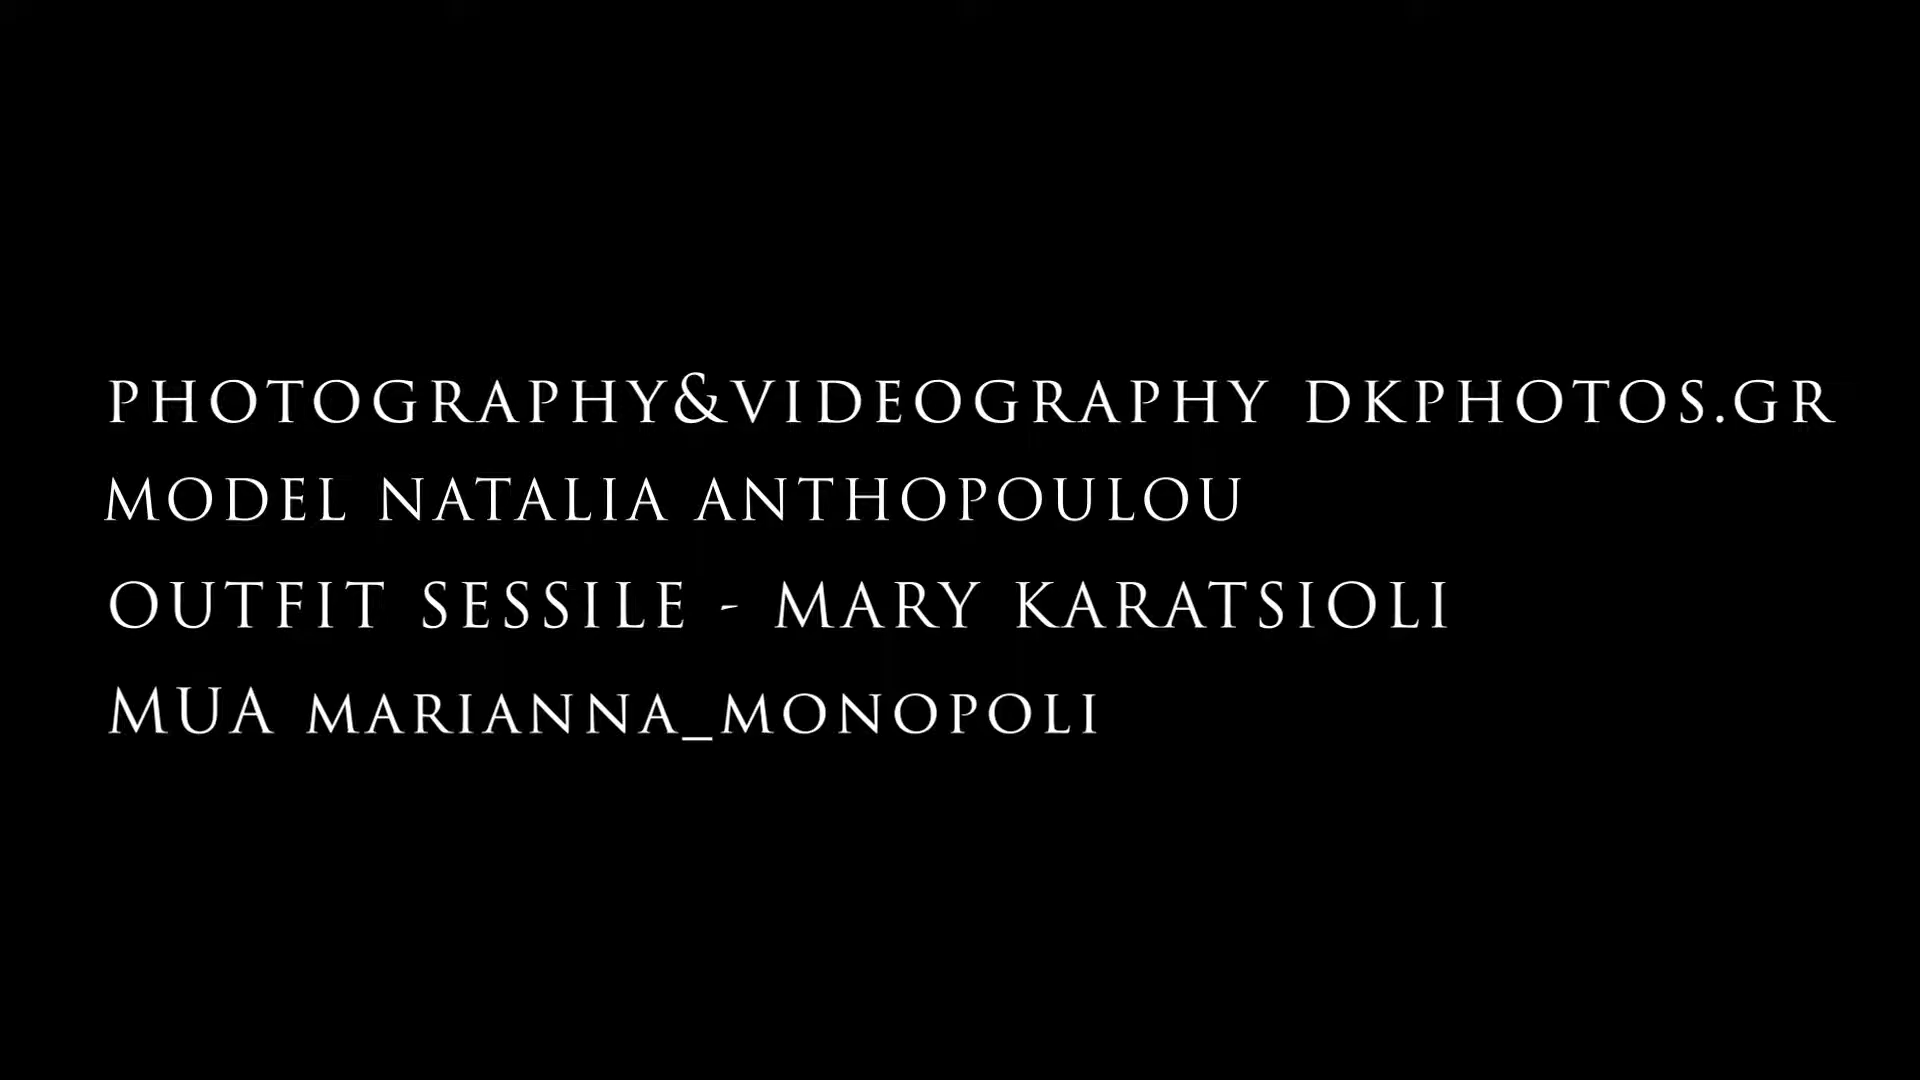 PHOTOGRAPHY&VIDEOGRAPHY DKPHOTOS.GR
MODEL NATALIA ANTHOPOULOU
OUTFIT SESSILE - MARY KARATSIOLI
MUA MARIANNA_MONOPOLI